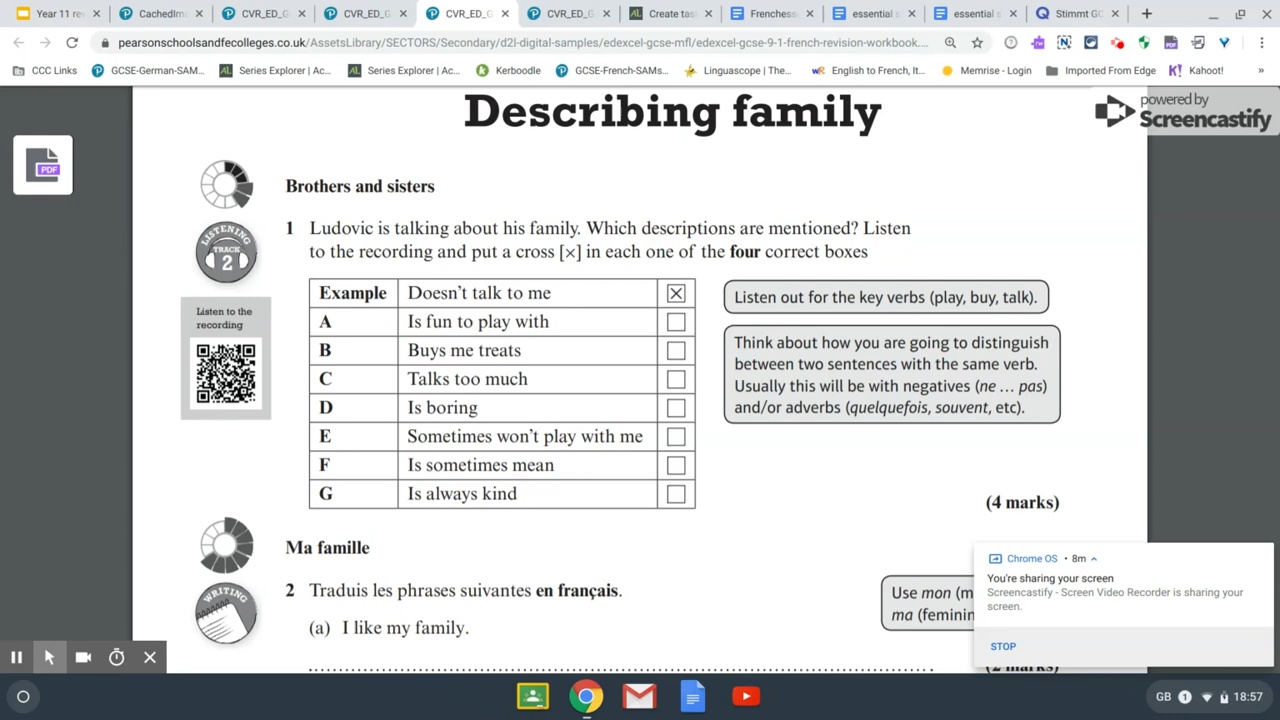 Year 11 re
CachedIma
CVR_ED_G
CVR_ED_G
CVR_ED_G
CVR_ED_G
Create tas
Frenchess
essential s
essential s
Stimmt GC
pearsonschoolsandfecolleges.co.uk/AssetsLibrary/SECTORS/Secondary/d2l-digital-samples/edexcel-gcse-mfl/edexcel-gcse-9-1-french-revision-workbook....
CCC Links
GCSE-German-SAM...
Series Explorer | Ac...
Series Explorer | Ac...
Kerboodle
GCSE-French-SAMs...
Linguascope | The...
English to French, It...
Memrise - Login
Imported From Edge
Kahoot!
»
powered by
Screencastify
PDF
Describing family
Brothers and sisters
LISTENING
TRACK
2
1 Ludovic is talking about his family. Which descriptions are mentioned? Listen
to the recording and put a cross [×] in each one of the four correct boxes
Listen to the
recording
Example Doesn't talk to me
A Is fun to play with
B Buys me treats
C Talks too much
D Is boring
E Sometimes won't play with me
F Is sometimes mean
G Is always kind
Listen out for the key verbs (play, buy, talk).
Think about how you are going to distinguish
between two sentences with the same verb.
Usually this will be with negatives (ne … pas)
and/or adverbs (quelquefois, souvent, etc).
(4 marks)
Ma famille
WRITING
2 Traduis les phrases suivantes en français.
(a) I like my family.
Use mon (m
ma (feminin
(2 marks)
Chrome OS • 8m
You're sharing your screen
Screencastify - Screen Video Recorder is sharing your
screen.
STOP
GB 1 18:57